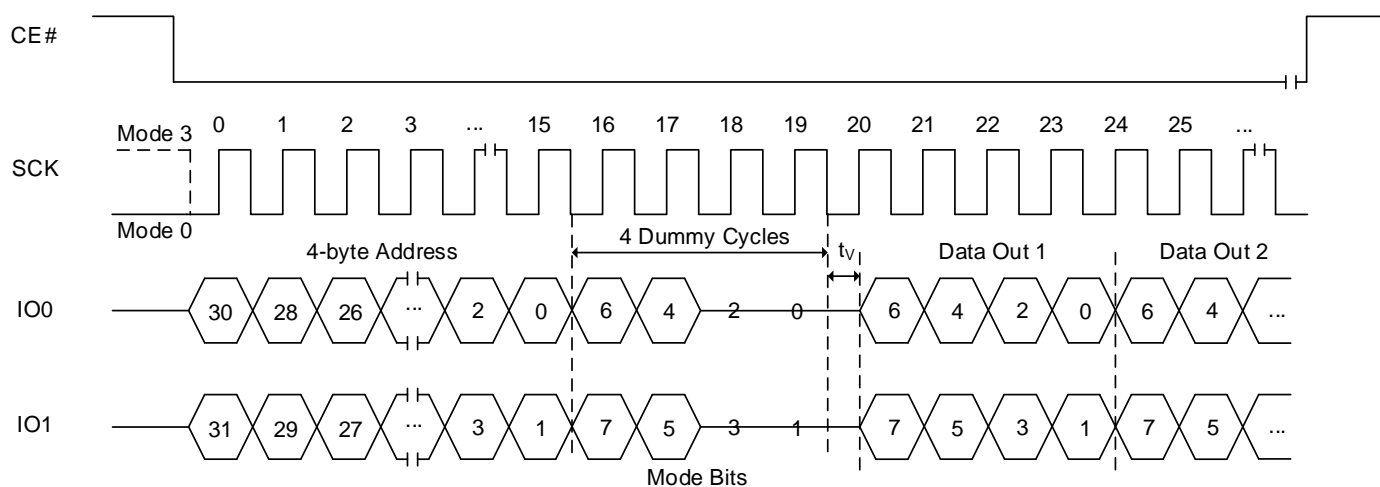 CE#
Mode 3 0 1 2 3 ... 15 16 17 18 19 20 21 22 23 24 25 ...
SCK
Mode 0
4-byte Address 4 Dummy Cycles tV Data Out 1 Data Out 2
IO0 30 28 26 ... 2 0 6 4 2 0 6 4 2 0 6 4 ...
IO1 31 29 27 ... 3 1 7 5 3 1 7 5 3 1 7 5 ...
Mode Bits